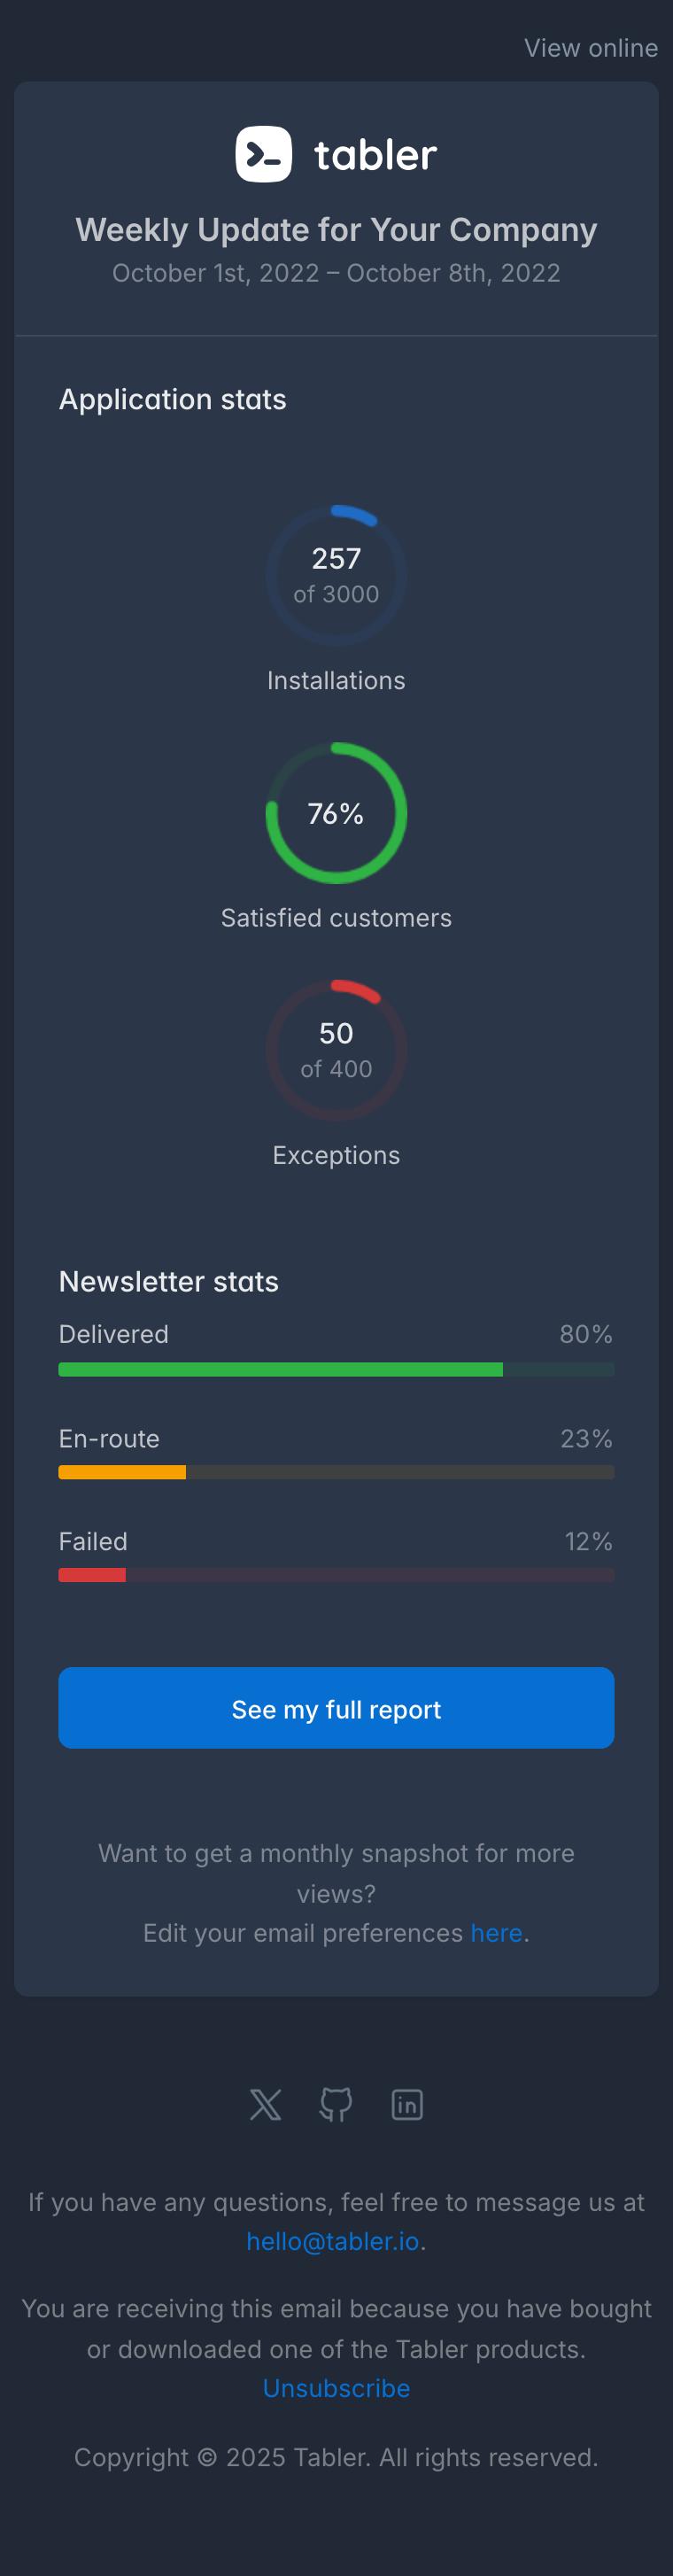 View online
tabler
Weekly Update for Your Company
October 1st, 2022 – October 8th, 2022
Application stats
257
of 3000
Installations
76%
Satisfied customers
50
of 400
Exceptions
Newsletter stats
Delivered 80%
En-route 23%
Failed 12%
See my full report
Want to get a monthly snapshot for more
views?
Edit your email preferences here.
If you have any questions, feel free to message us at
hello@tabler.io.
You are receiving this email because you have bought
or downloaded one of the Tabler products.
Unsubscribe
Copyright © 2025 Tabler. All rights reserved.